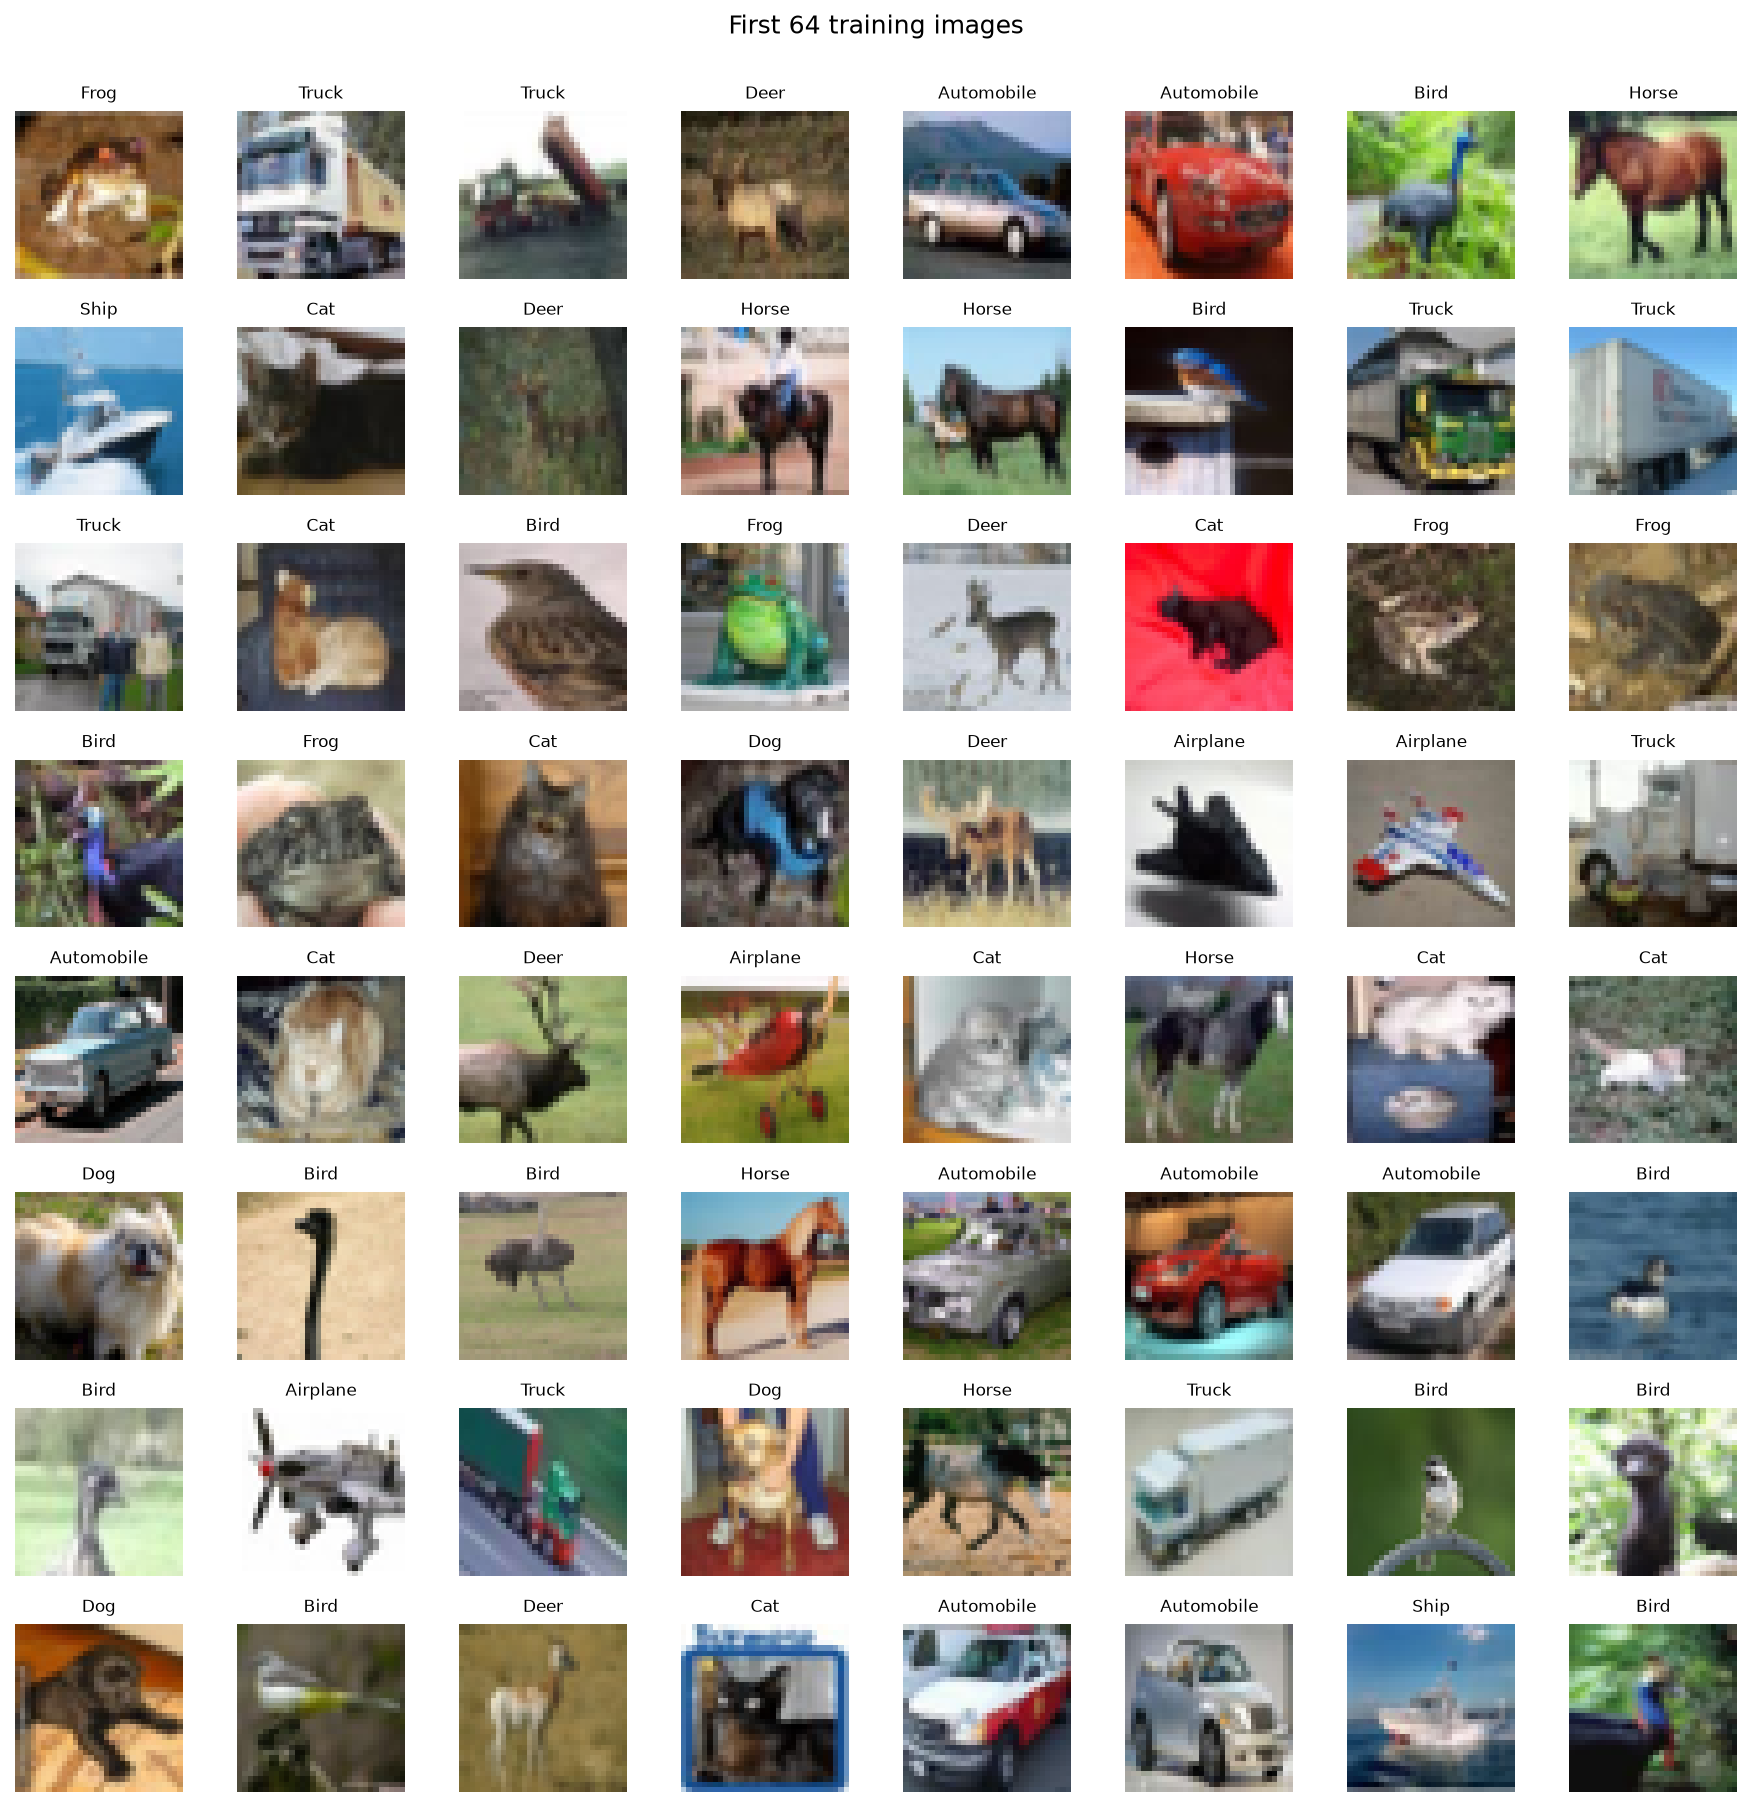 First 64 training images
Frog Truck Truck Deer Automobile Automobile Bird Horse
Ship Cat Deer Horse Horse Bird Truck Truck
Truck Cat Bird Frog Deer Cat Frog Frog
Bird Frog Cat Dog Deer Airplane Airplane Truck
Automobile Cat Deer Airplane Cat Horse Cat Cat
Dog Bird Bird Horse Automobile Automobile Automobile Bird
Bird Airplane Truck Dog Horse Truck Bird Bird
Dog Bird Deer Cat Automobile Automobile Ship Bird